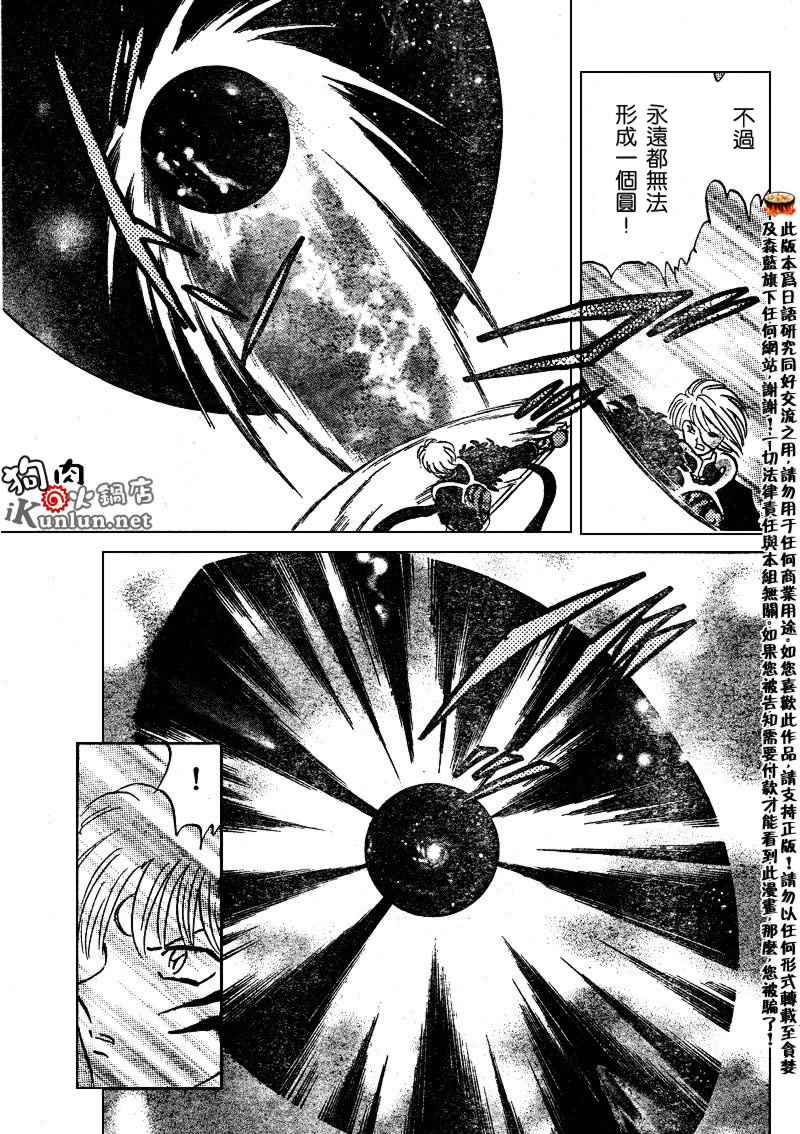 不過
永遠都無法
形成一個圓！
！
狗肉
火鍋店
iKunlun.net
此版本爲日語研究同好交流之用，請勿用于任何商業用途。如您喜歡此作品，請支持正版！請勿以任何形式轉載至貪婪
及森藍旗下任何網站，謝謝！一切法律責任與本組無關。如果您被告知需要付款才能看到此漫畫，那麼，您被騙了！